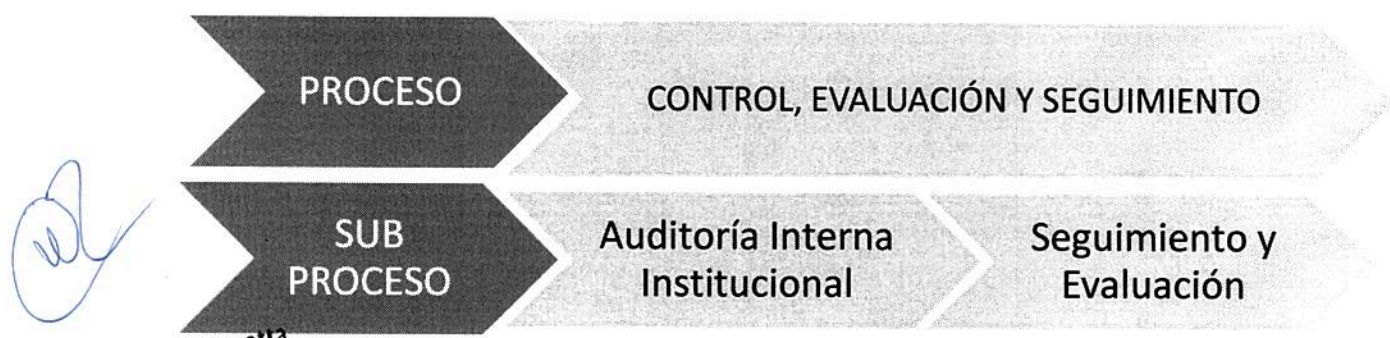 PROCESO
CONTROL, EVALUACIÓN Y SEGUIMIENTO
SUB
PROCESO
Auditoría Interna
Institucional
Seguimiento y
Evaluación